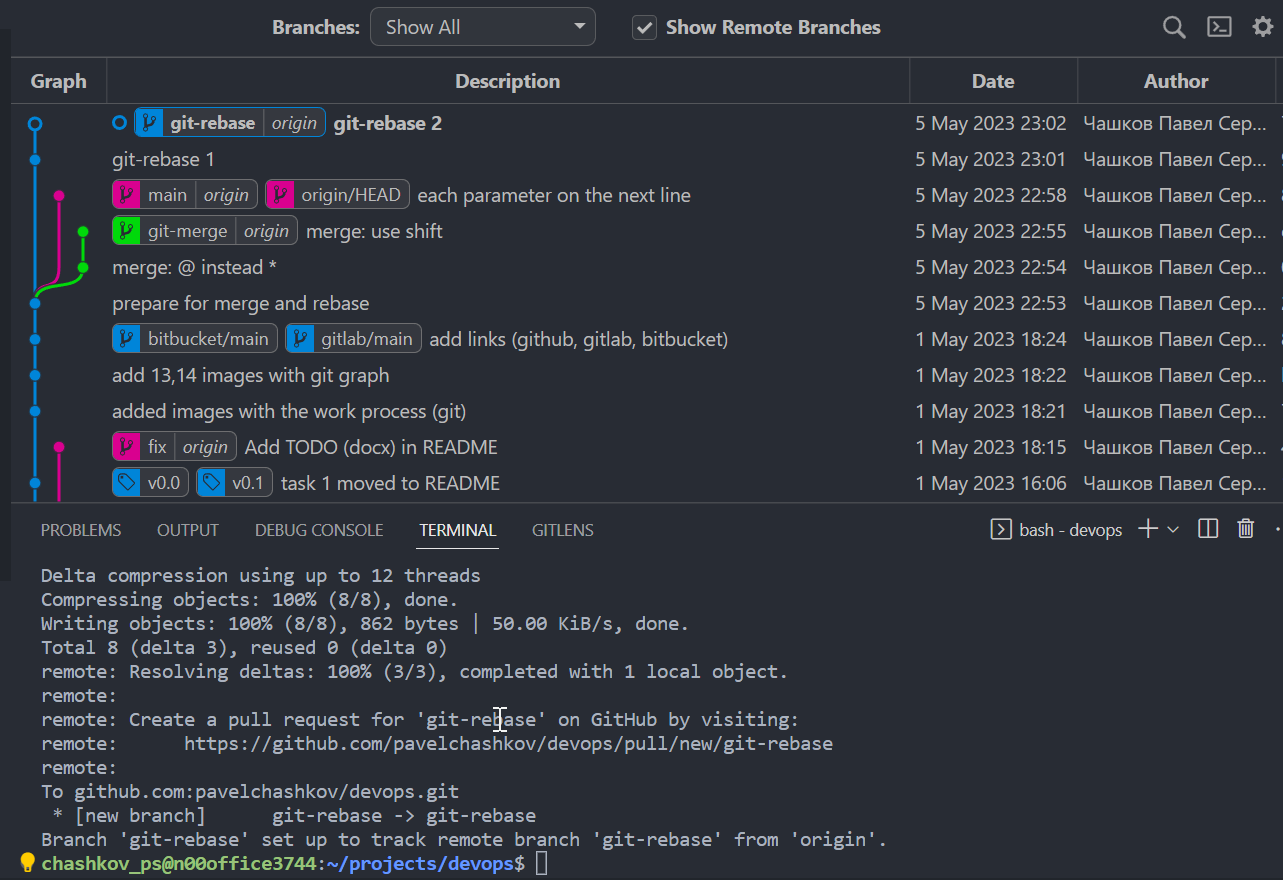 Branches: Show All Show Remote Branches
Graph Description Date Author
git-rebase origin git-rebase 2 5 May 2023 23:02 Чашков Павел Сер...
git-rebase 1 5 May 2023 23:01 Чашков Павел Сер...
main origin origin/HEAD each parameter on the next line 5 May 2023 22:58 Чашков Павел Сер...
git-merge origin merge: use shift 5 May 2023 22:55 Чашков Павел Сер...
merge: @ instead * 5 May 2023 22:54 Чашков Павел Сер...
prepare for merge and rebase 5 May 2023 22:53 Чашков Павел Сер...
bitbucket/main gitlab/main add links (github, gitlab, bitbucket) 1 May 2023 18:24 Чашков Павел Сер...
add 13,14 images with git graph 1 May 2023 18:22 Чашков Павел Сер...
added images with the work process (git) 1 May 2023 18:21 Чашков Павел Сер...
fix origin Add TODO (docx) in README 1 May 2023 18:15 Чашков Павел Сер...
v0.0 v0.1 task 1 moved to README 1 May 2023 16:06 Чашков Павел Сер...
PROBLEMS OUTPUT DEBUG CONSOLE TERMINAL GITLENS bash - devops
Delta compression using up to 12 threads
Compressing objects: 100% (8/8), done.
Writing objects: 100% (8/8), 862 bytes | 50.00 KiB/s, done.
Total 8 (delta 3), reused 0 (delta 0)
remote: Resolving deltas: 100% (3/3), completed with 1 local object.
remote:
remote: Create a pull request for 'git-rebase' on GitHub by visiting:
remote:      https://github.com/pavelchashkov/devops/pull/new/git-rebase
remote:
To github.com:pavelchashkov/devops.git
 * [new branch]      git-rebase -> git-rebase
Branch 'git-rebase' set up to track remote branch 'git-rebase' from 'origin'.
chashkov_ps@n00office3744:~/projects/devops$